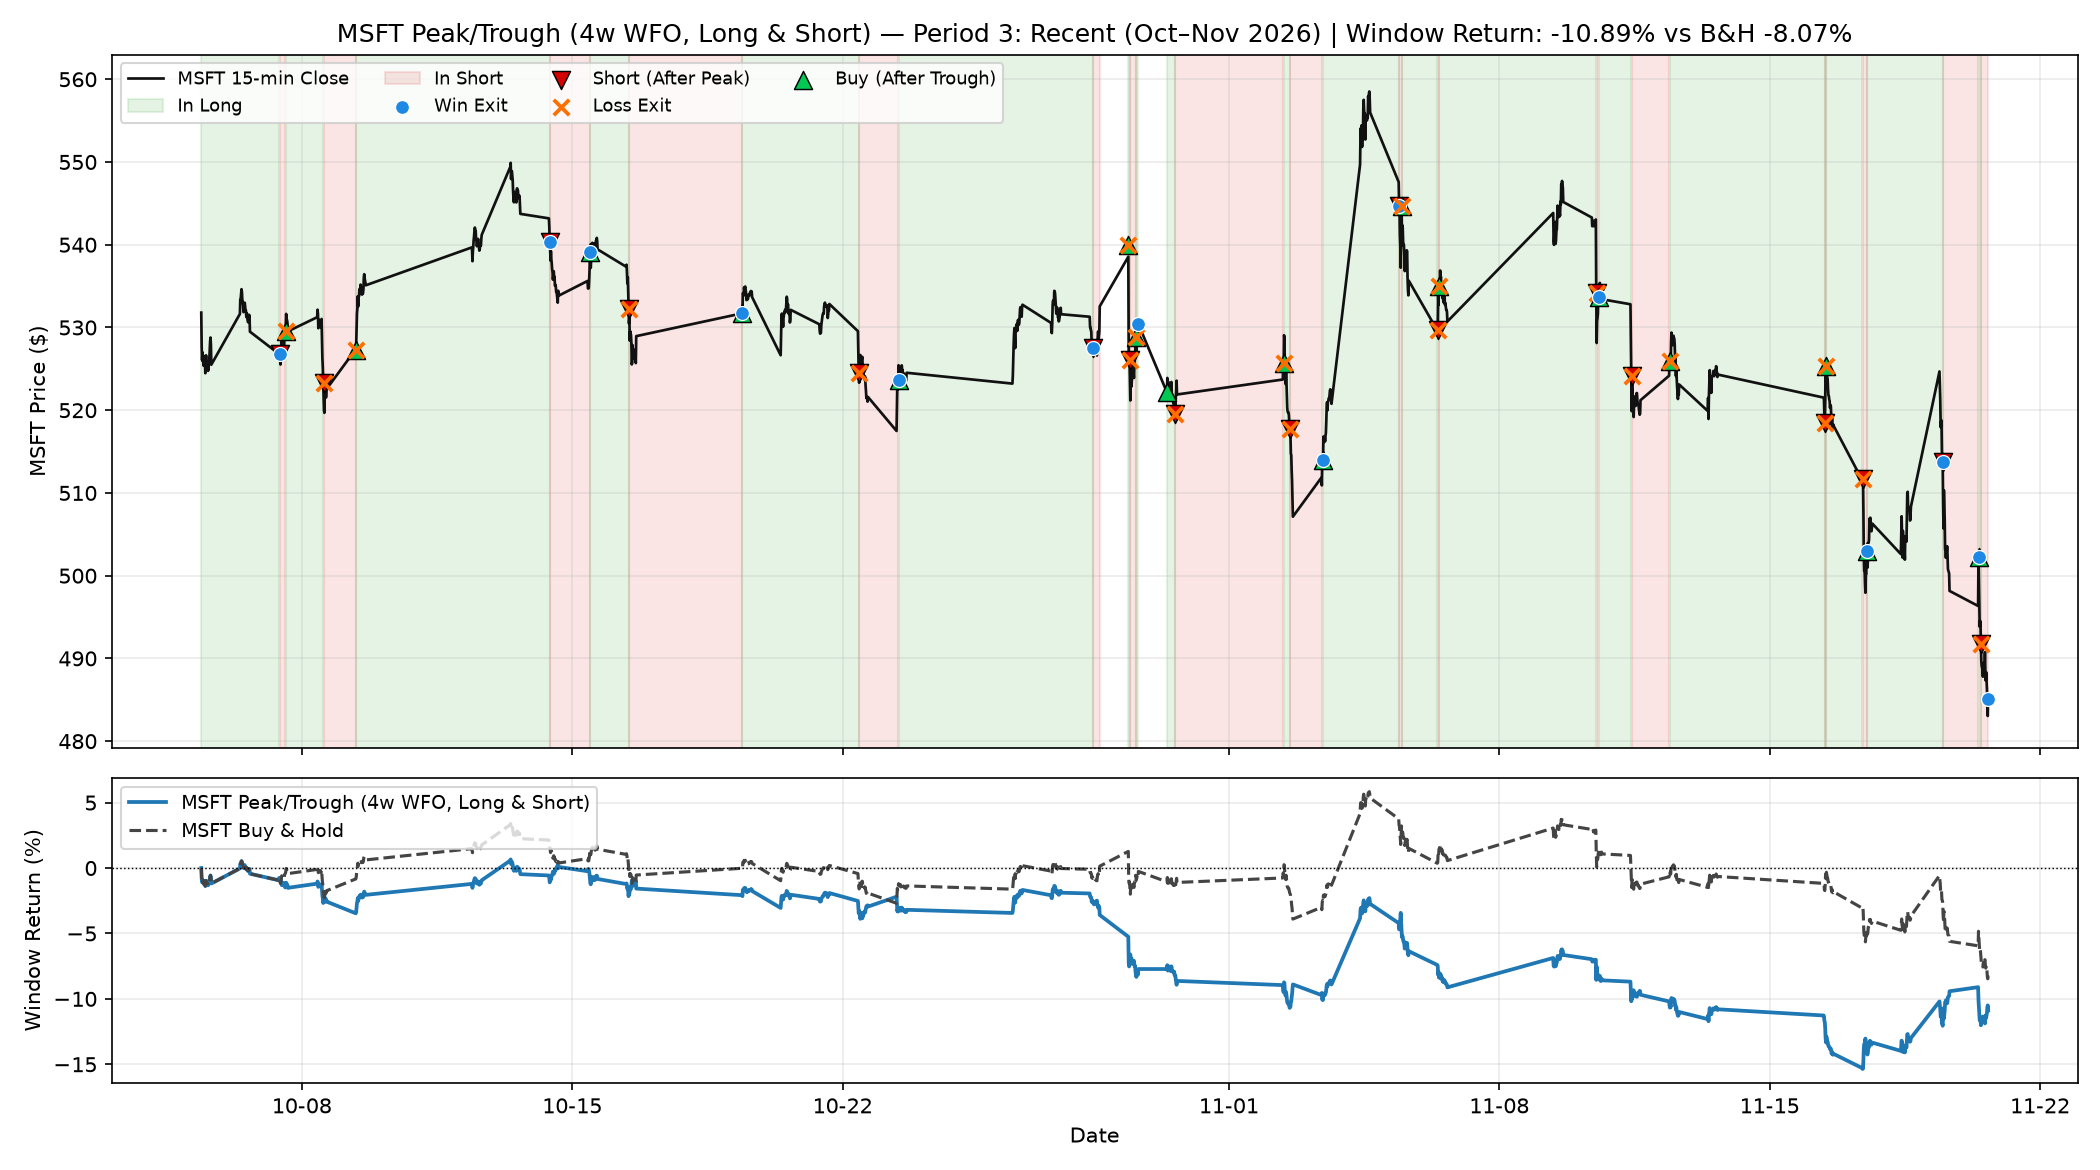 MSFT Peak/Trough (4w WFO, Long & Short) — Period 3: Recent (Oct–Nov 2026) | Window Return: -10.89% vs B&H -8.07%
MSFT 15-min Close
In Long
In Short
Win Exit
Short (After Peak)
Loss Exit
Buy (After Trough)
MSFT Price ($)
560
550
540
530
520
510
500
490
480
MSFT Peak/Trough (4w WFO, Long & Short)
MSFT Buy & Hold
Window Return (%)
5
0
−5
−10
−15
10-08
10-15
10-22
11-01
11-08
11-15
11-22
Date